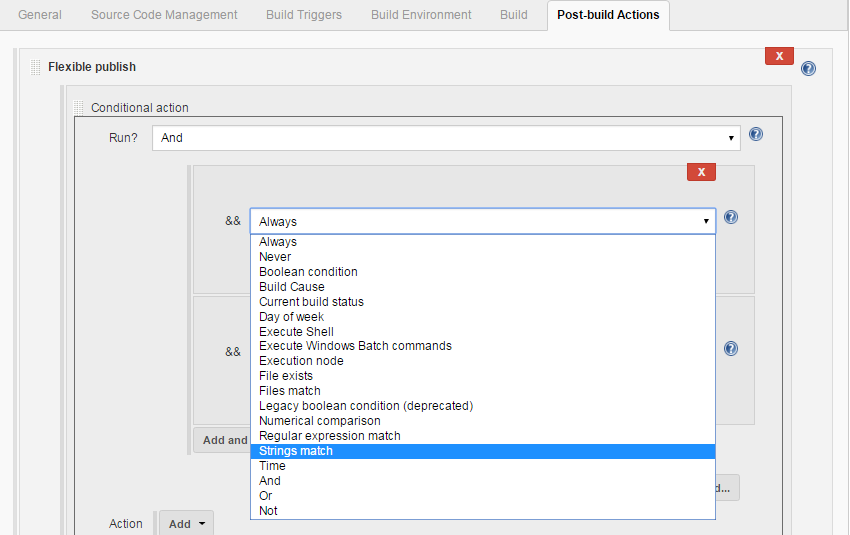 General Source Code Management Build Triggers Build Environment Build Post-build Actions
X
Flexible publish
Conditional action
Run? And
X
&& Always
Always
Never
Boolean condition
Build Cause
Current build status
Day of week
Execute Shell
Execute Windows Batch commands
&&
Execution node
File exists
Files match
Legacy boolean condition (deprecated)
Numerical comparison
Regular expression match
Add and
Strings match
Time
And
Or
Not
Action Add